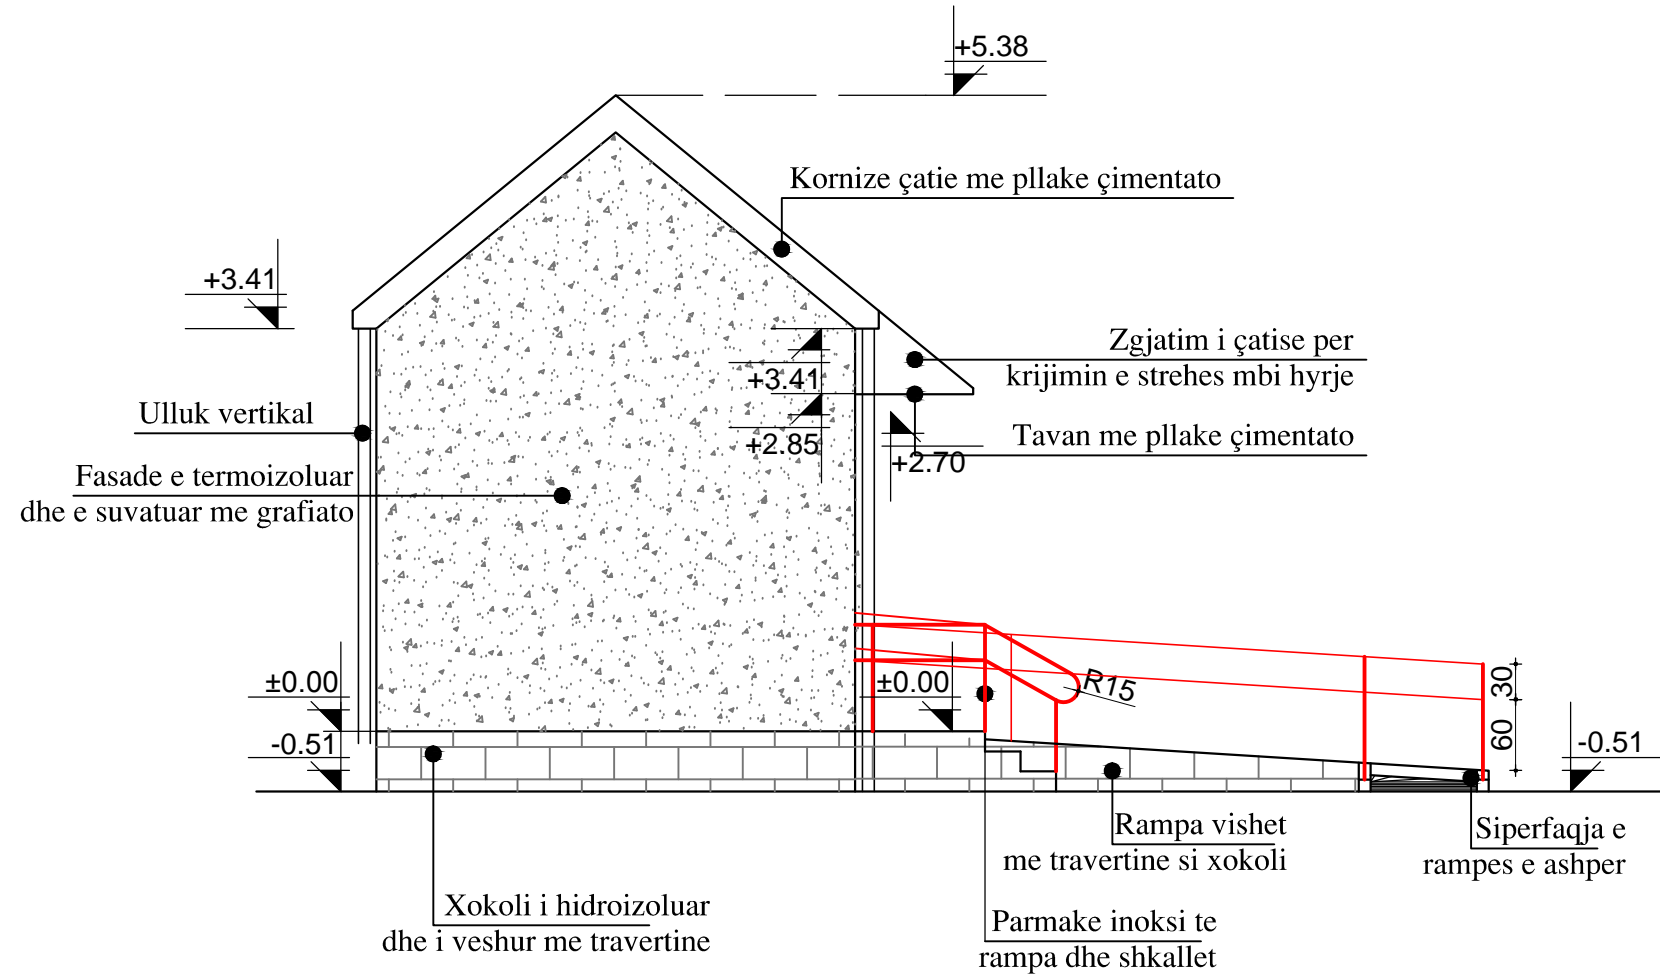 +5.38
Kornize çatie me pllake çimentato
+3.41
Zgjatim i çatise per
krijimin e strehes mbi hyrje
+3.41
Ulluk vertikal
+2.85
Tavan me pllake çimentato
+2.70
Fasade e termoizoluar
dhe e suvatuar me grafiato
±0.00
±0.00
R15
30
60
-0.51
-0.51
Rampa vishet
me travertine si xokoli
Siperfaqja e
rampes e ashper
Xokoli i hidroizoluar
dhe i veshur me travertine
Parmake inoksi te
rampa dhe shkallet